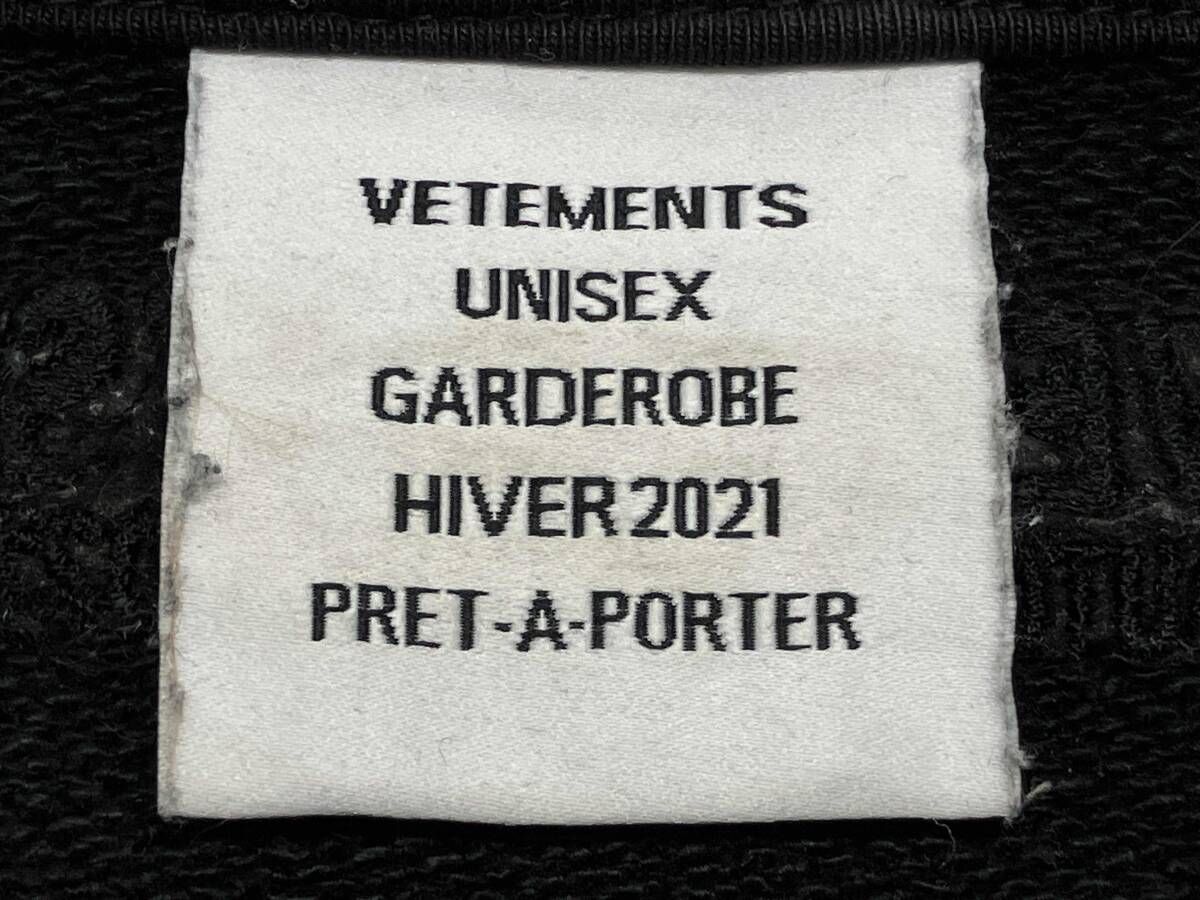 VETEMENTS
UNISEX
GARDEROBE
HIVER 2021
PRET-A-PORTER